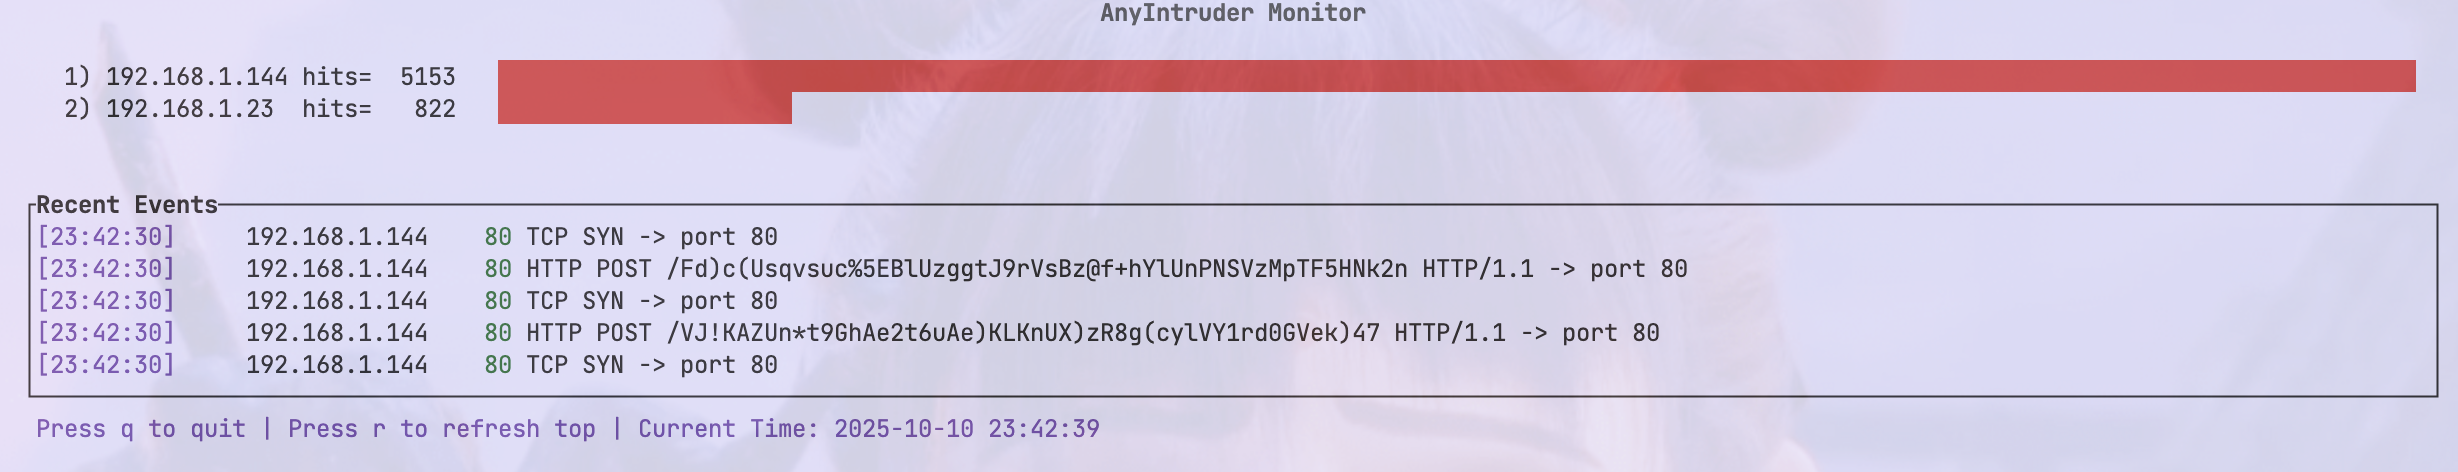 AnyIntruder Monitor
1) 192.168.1.144 hits= 5153
2) 192.168.1.23 hits= 822
Recent Events
[23:42:30] 192.168.1.144 80 TCP SYN -> port 80
[23:42:30] 192.168.1.144 80 HTTP POST /Fd)c(Usqvsuc%5EBlUzggtJ9rVsBz@f+hYlUnPNSVzMpTF5HNk2n HTTP/1.1 -> port 80
[23:42:30] 192.168.1.144 80 TCP SYN -> port 80
[23:42:30] 192.168.1.144 80 HTTP POST /VJ!KAZUn*t9GhAe2t6uAe)KLKnUX)zR8g(cylVY1rd0GVek)47 HTTP/1.1 -> port 80
[23:42:30] 192.168.1.144 80 TCP SYN -> port 80
Press q to quit | Press r to refresh top | Current Time: 2025-10-10 23:42:39